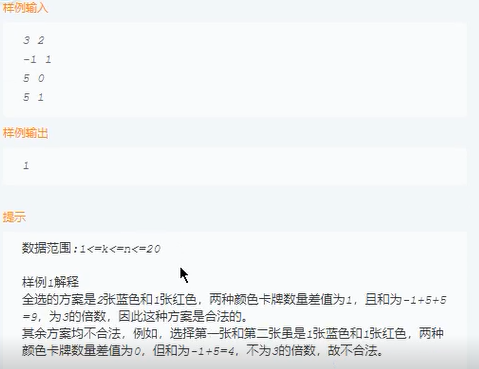 样例输入
3 2
-1 1
5 0
5 1
样例输出
1
提示
数据范围:1<=k<=n<=20
样例1解释
全选的方案是2张蓝色和1张红色，两种颜色卡牌数量差值为1，且和为-1+5+5
=9，为3的倍数，因此这种方案是合法的。
其余方案均不合法，例如，选择第一张和第二张虽是1张蓝色和1张红色，两种
颜色卡牌数量差值为0，但和为-1+5=4，不为3的倍数，故不合法。